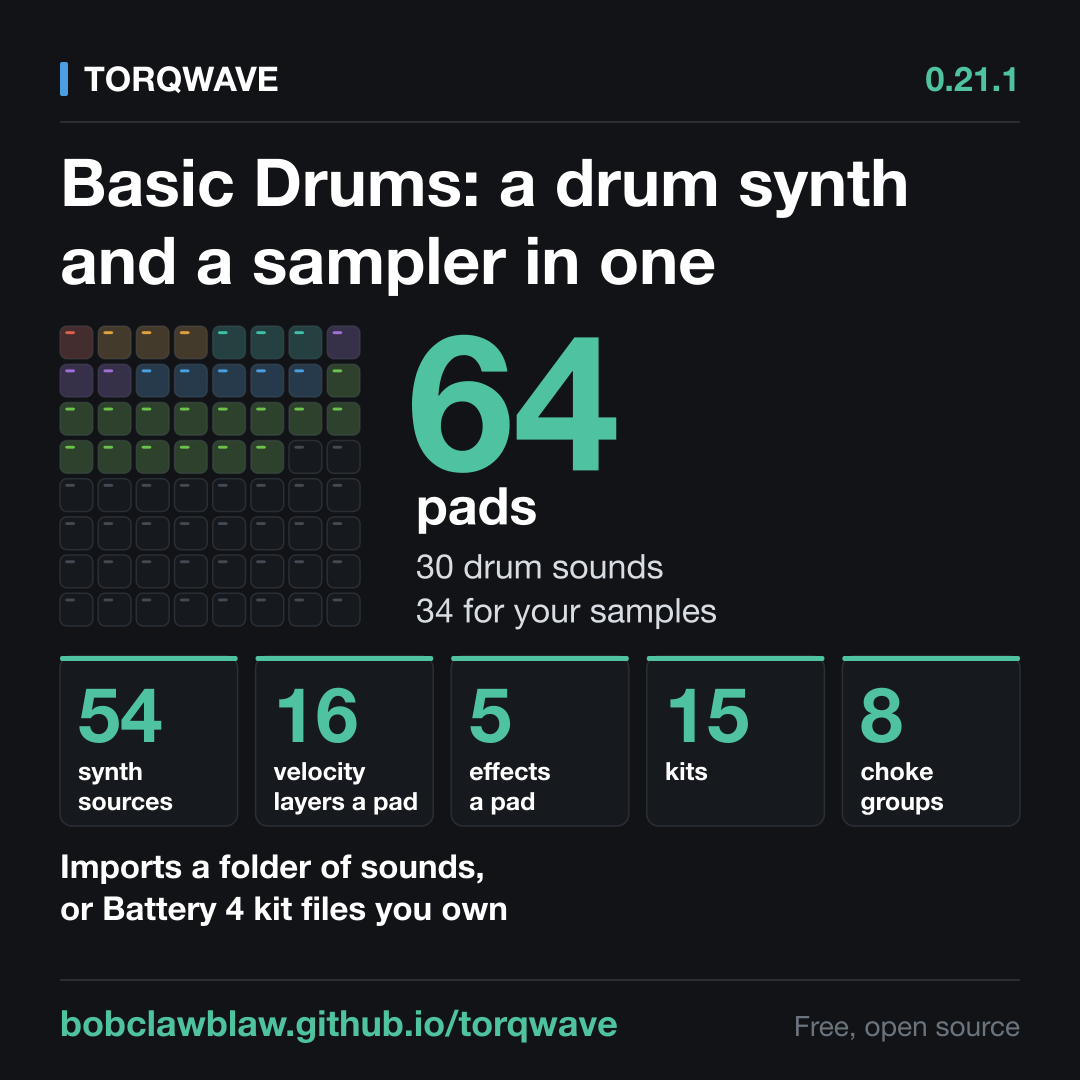 TORQWAVE
0.21.1
Basic Drums: a drum synth
and a sampler in one
64
pads
30 drum sounds
34 for your samples
54
synth
sources
16
velocity
layers a pad
5
effects
a pad
15
kits
8
choke
groups
Imports a folder of sounds,
or Battery 4 kit files you own
bobclawblaw.github.io/torqwave
Free, open source